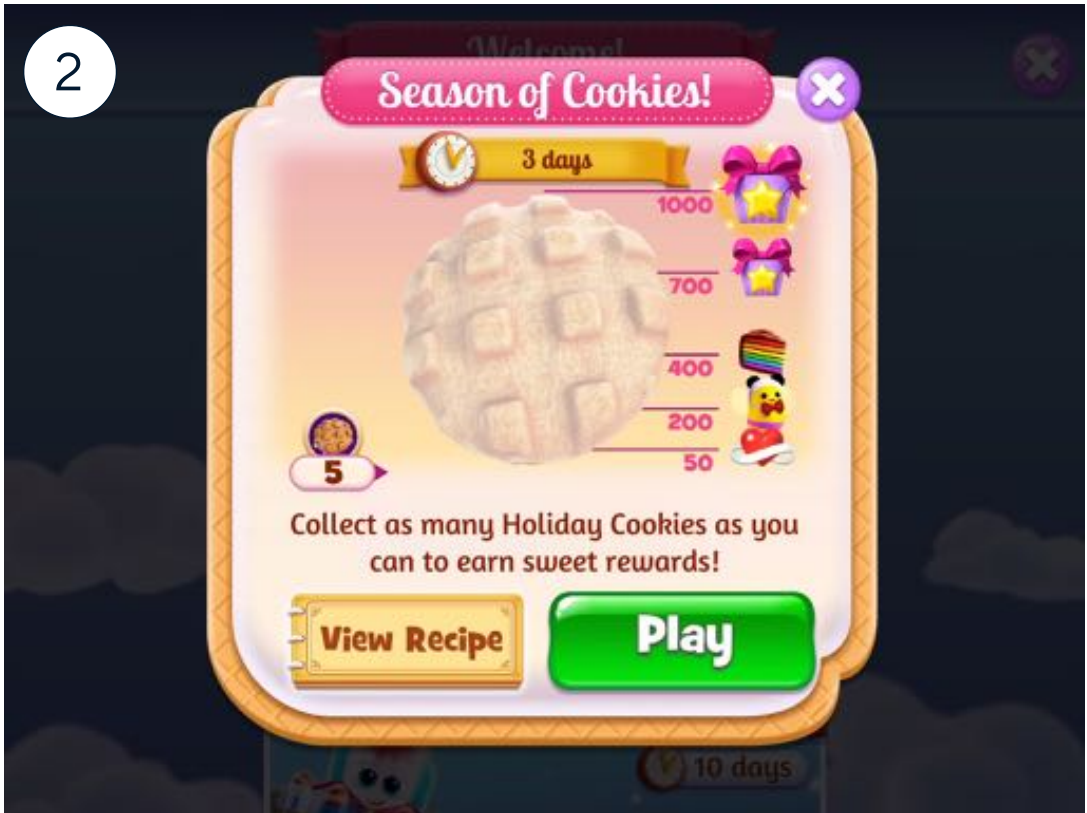 2
Welcome!
Season of Cookies!
3 days
1000
700
400
200
50
5
Collect as many Holiday Cookies as you
can to earn sweet rewards!
View Recipe
Play
10 days